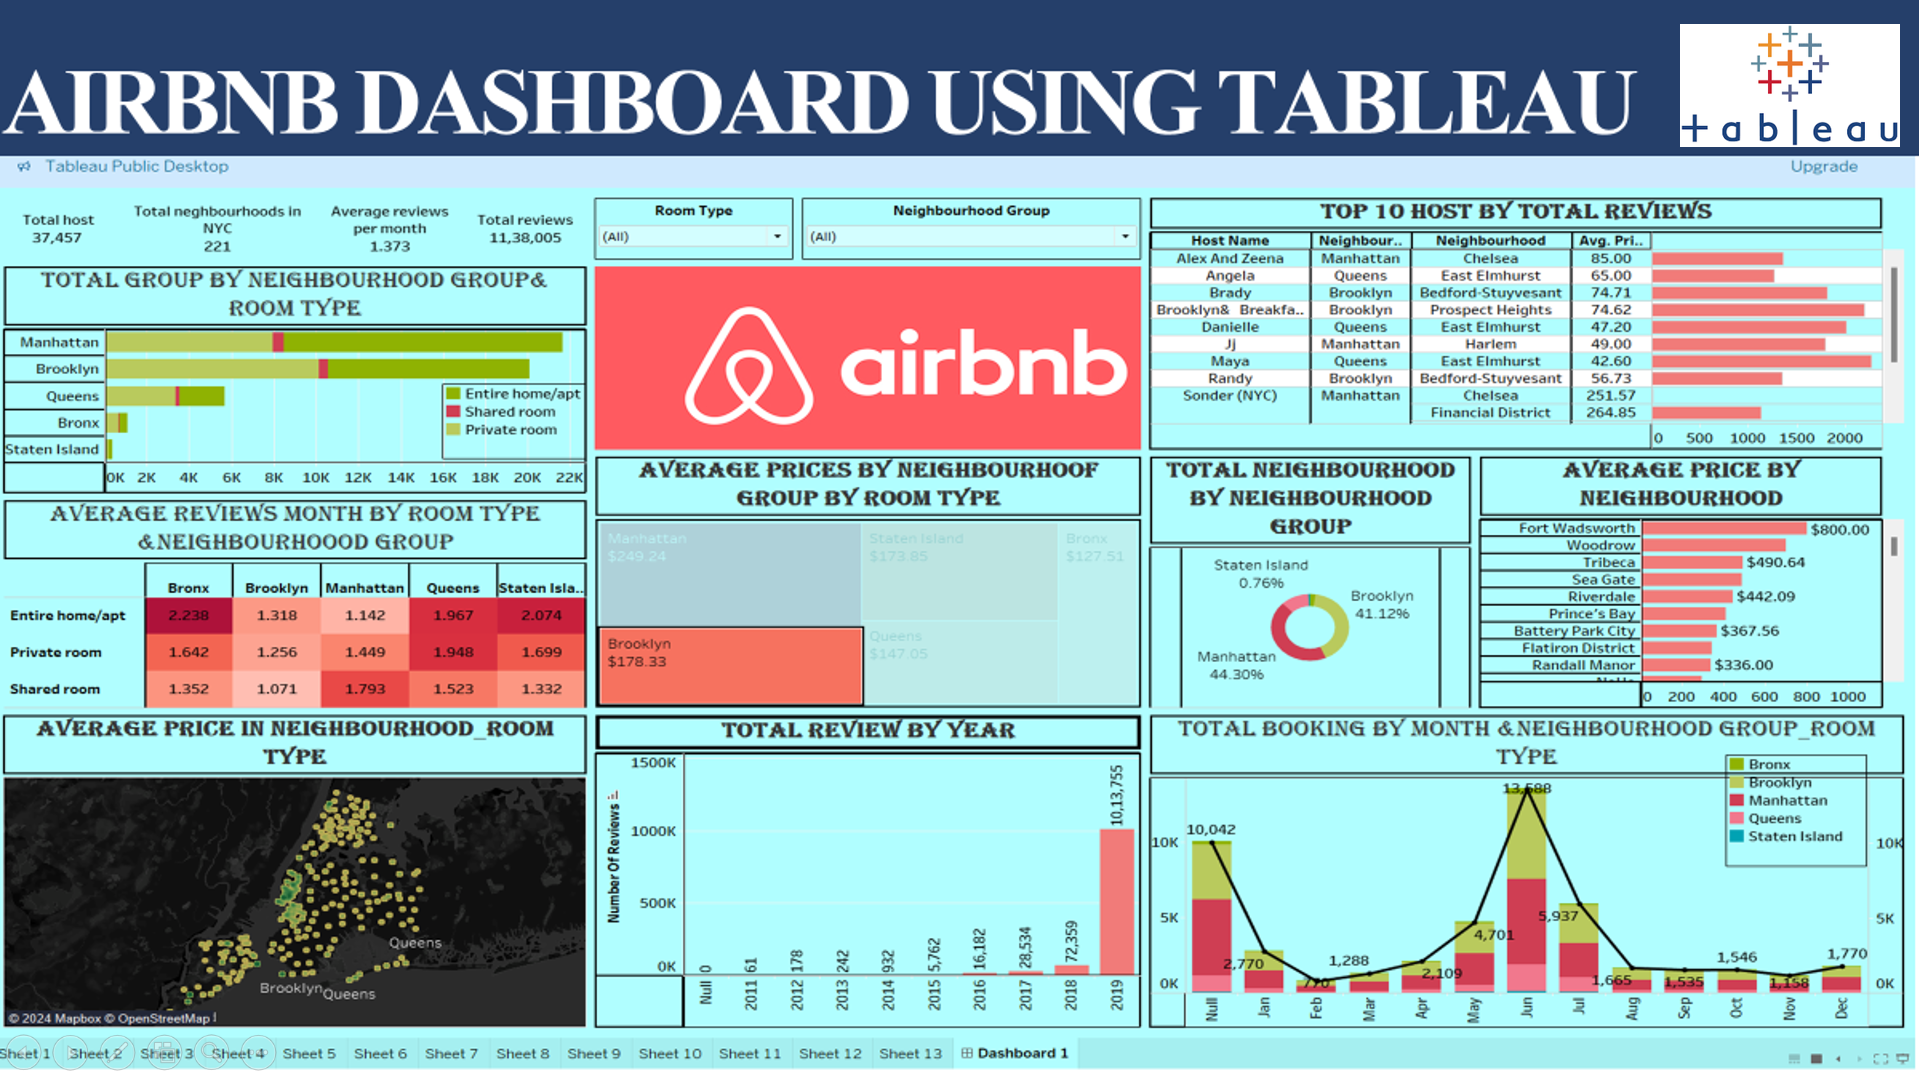 AIRBNB DASHBOARD USING TABLEAU
+ableau
Tableau Public Desktop
Upgrade
Total host
37,457
Total neghbourhoods in
NYC
221
Average reviews
per month
1.373
Total reviews
11,38,005
Room Type
(All)
Neighbourhood Group
(All)
TOTAL GROUP BY NEIGHBOURHOOD GROUP&
ROOM TYPE
Manhattan
Brooklyn
Queens
Bronx
Staten Island
Entire home/apt
Shared room
Private room
0K 2K 4K 6K 8K 10K 12K 14K 16K 18K 20K 22K
airbnb
TOP 10 HOST BY TOTAL REVIEWS
Host Name Neighbour.. Neighbourhood Avg. Pri..
Alex And Zeena Manhattan Chelsea 85.00
Angela Queens East Elmhurst 65.00
Brady Brooklyn Bedford-Stuyvesant 74.71
Brooklyn& Breakfa.. Brooklyn Prospect Heights 74.62
Danielle Queens East Elmhurst 47.20
Jj Manhattan Harlem 49.00
Maya Queens East Elmhurst 42.60
Randy Brooklyn Bedford-Stuyvesant 56.73
Sonder (NYC) Manhattan Chelsea 251.57
Financial District 264.85
0 500 1000 1500 2000
AVERAGE REVIEWS MONTH BY ROOM TYPE
&NEIGHBOURHOOOD GROUP
Bronx Brooklyn Manhattan Queens Staten Isla..
Entire home/apt 2.238 1.318 1.142 1.967 2.074
Private room 1.642 1.256 1.449 1.948 1.699
Shared room 1.352 1.071 1.793 1.523 1.332
AVERAGE PRICES BY NEIGHBOURHOOF
GROUP BY ROOM TYPE
Manhattan
$249.24
Staten Island
$173.85
Bronx
$127.51
Brooklyn
$178.33
Queens
$147.05
TOTAL NEIGHBOURHOOD
BY NEIGHBOURHOOD
GROUP
Staten Island
0.76%
Brooklyn
41.12%
Manhattan
44.30%
AVERAGE PRICE BY
NEIGHBOURHOOD
Fort Wadsworth $800.00
Woodrow
Tribeca $490.64
Sea Gate
Riverdale $442.09
Prince's Bay
Battery Park City $367.56
Flatiron District
Randall Manor $336.00
0 200 400 600 800 1000
AVERAGE PRICE IN NEIGHBOURHOOD_ROOM
TYPE
Queens
Brooklyn
Queens
© 2024 Mapbox © OpenStreetMap
TOTAL REVIEW BY YEAR
Number Of Reviews
1500K
1000K
500K
0K
0 61 178 242 932 5,762 16,182 28,534 72,359 10,13,755
Null 2011 2012 2013 2014 2015 2016 2017 2018 2019
TOTAL BOOKING BY MONTH &NEIGHBOURHOOD GROUP_ROOM
TYPE
Bronx
Brooklyn
Manhattan
Queens
Staten Island
10K
5K
0K
10,042 2,770 770 1,288 2,109 4,701 13,588 5,937 1,665 1,535 1,546 1,158 1,770
10K
5K
0K
Null Jan Feb Mar Apr May Jun Jul Aug Sep Oct Nov Dec
Sheet 1 Sheet 2 Sheet 3 Sheet 4 Sheet 5 Sheet 6 Sheet 7 Sheet 8 Sheet 9 Sheet 10 Sheet 11 Sheet 12 Sheet 13 Dashboard 1